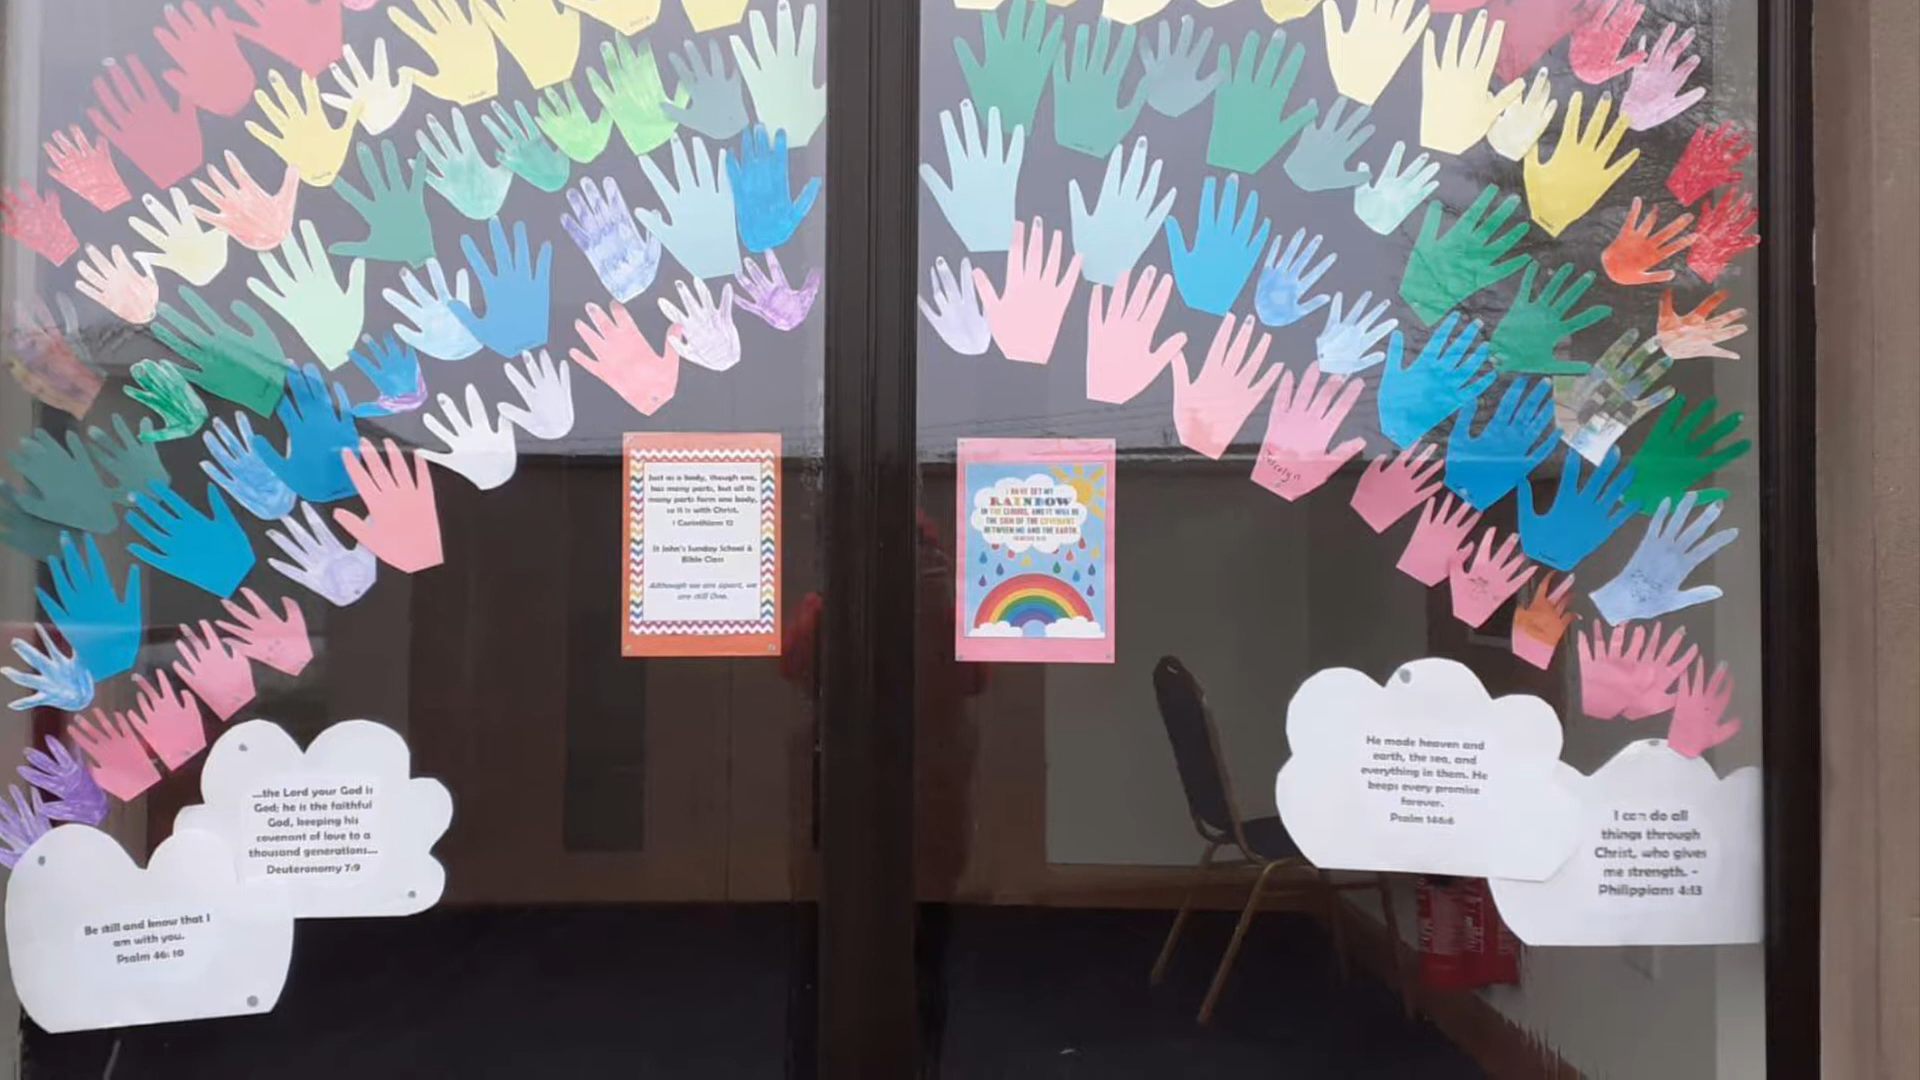 Just as a body, though one,
has many parts, but all its
many parts form one body,
so it is with Christ.
1 Corinthians 12
St John's Sunday School &
Bible Class
Although we are apart, we
are still One.
I HAVE SET MY
RAINBOW
IN THE CLOUDS, AND IT WILL BE
THE SIGN OF THE COVENANT
BETWEEN ME AND THE EARTH.
Jocelyn
...the Lord your God is
God; he is the faithful
God, keeping his
covenant of love to a
thousand generations...
Deuteronomy 7:9
Be still and know that I
am with you.
Psalm 46: 10
He made heaven and
earth, the sea, and
everything in them. He
keeps every promise
forever.
Psalm 146:6
I can do all
things through
Christ, who gives
me strength. -
Philippians 4:13